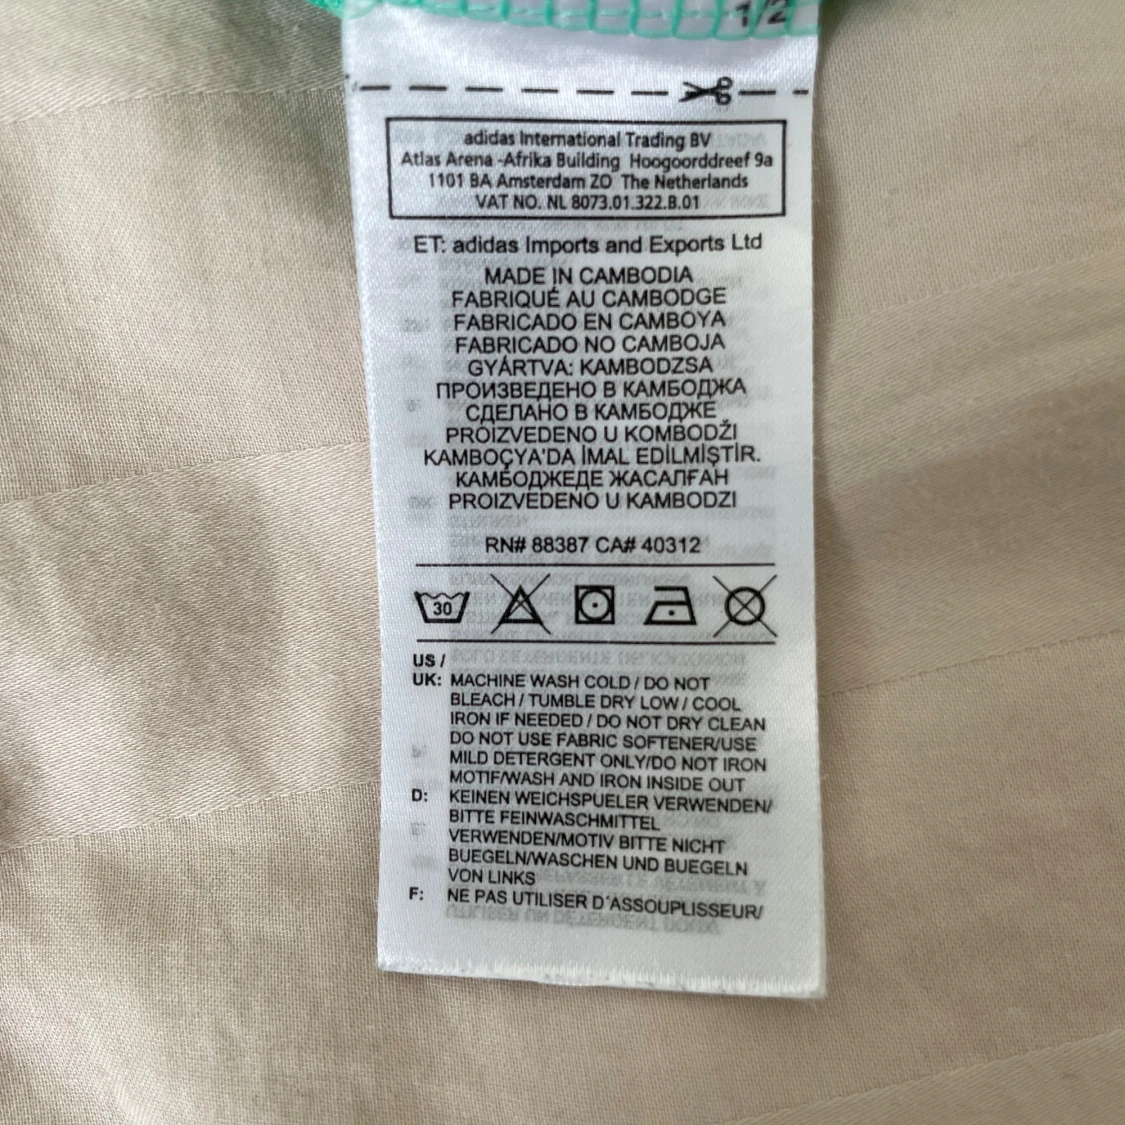 1/2
adidas International Trading BV
Atlas Arena -Afrika Building Hoogoorddreef 9a
1101 BA Amsterdam ZO The Netherlands
VAT NO. NL 8073.01.322.B.01
ET: adidas Imports and Exports Ltd
MADE IN CAMBODIA
FABRIQUÉ AU CAMBODGE
FABRICADO EN CAMBOYA
FABRICADO NO CAMBOJA
GYÁRTVA: KAMBODZSA
ПРОИЗВЕДЕНО В КАМБОДЖА
СДЕЛАНО В КАМБОДЖЕ
PROIZVEDENO U KOMBODŽI
KAMBOÇYA'DA İMAL EDİLMİŞTİR.
КАМБОДЖЕДЕ ЖАСАЛҒАН
PROIZVEDENO U KAMBODZI
RN# 88387 CA# 40312
30
US /
UK: MACHINE WASH COLD / DO NOT
BLEACH / TUMBLE DRY LOW / COOL
IRON IF NEEDED / DO NOT DRY CLEAN
DO NOT USE FABRIC SOFTENER/USE
MILD DETERGENT ONLY/DO NOT IRON
MOTIF/WASH AND IRON INSIDE OUT
D: KEINEN WEICHSPUELER VERWENDEN/
BITTE FEINWASCHMITTEL
VERWENDEN/MOTIV BITTE NICHT
BUEGELN/WASCHEN UND BUEGELN
VON LINKS
F: NE PAS UTILISER D´ASSOUPLISSEUR/